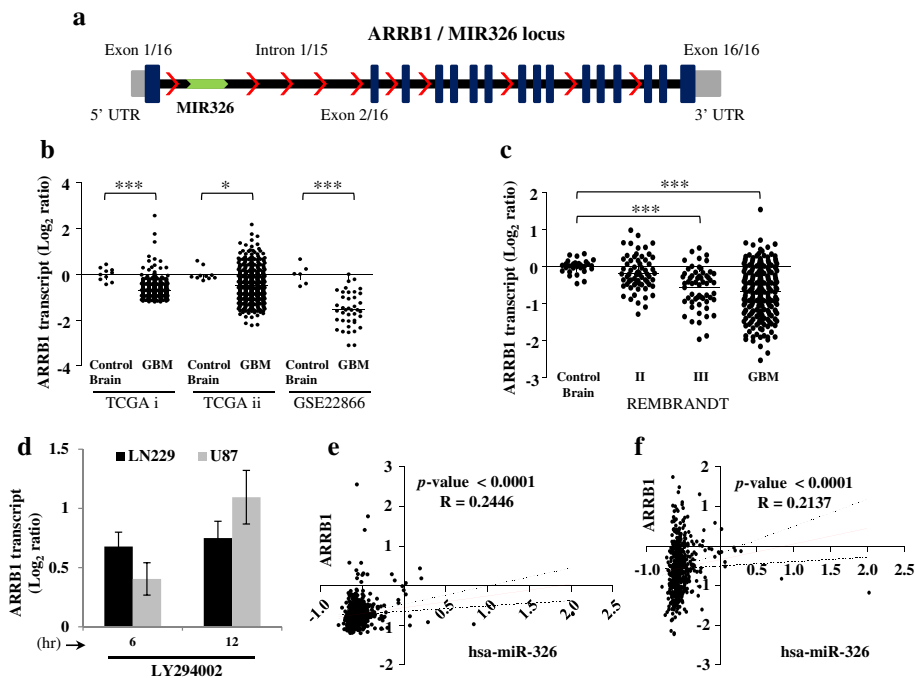 a
ARRB1 / MIR326 locus
Exon 1/16
Intron 1/15
Exon 16/16
MIR326
5' UTR
Exon 2/16
3' UTR
b
ARRB1 transcript (Log2 ratio)
4
2
0
-2
-4
***
*
***
Control Brain
GBM
Control Brain
GBM
Control Brain
GBM
TCGA i
TCGA ii
GSE22866
c
ARRB1 transcript (Log2 ratio)
2
1
0
-1
-2
-3
***
***
Control Brain
II
III
GBM
REMBRANDT
d
ARRB1 transcript (Log2 ratio)
1.5
1
0.5
0
LN229
U87
(hr)
6
12
LY294002
e
ARRB1
3
2
1
-1
-2
p-value < 0.0001
R = 0.2446
-1.0
0.5
1.0
1.5
2.0
2.5
hsa-miR-326
f
ARRB1
2
1
0
-1
-2
-3
p-value < 0.0001
R = 0.2137
-1.0
0.5
1.0
1.5
2.0
2.5
hsa-miR-326